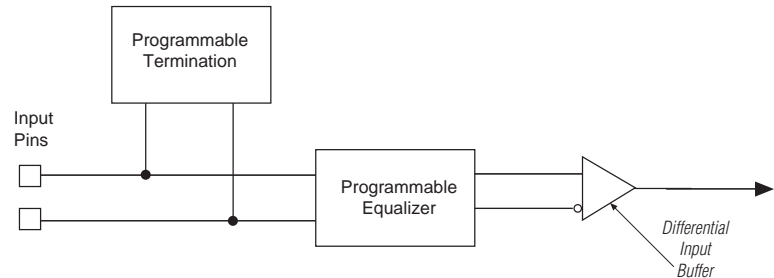 Programmable
Termination
Input
Pins
Programmable
Equalizer
Differential
Input
Buffer